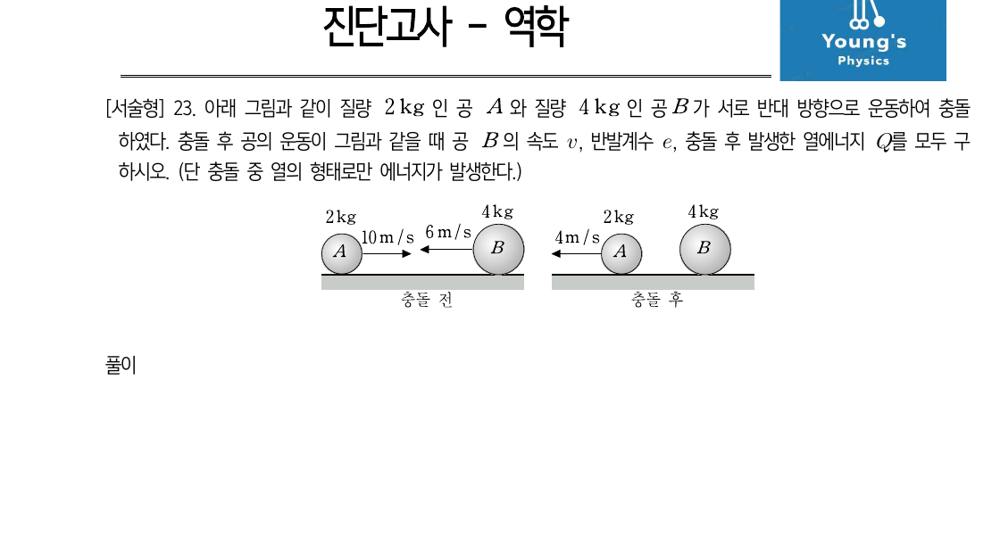 진단고사 - 역학
Young's
Physics
[서술형] 23. 아래 그림과 같이 질량 2kg 인 공 A와 질량 4kg 인 공 B가 서로 반대 방향으로 운동하여 충돌
하였다. 충돌 후 공의 운동이 그림과 같을 때 공 B의 속도 v, 반발계수 e, 충돌 후 발생한 열에너지 Q를 모두 구
하시오. (단 충돌 중 열의 형태로만 에너지가 발생한다.)
2kg 4kg 2kg 4kg
10m/s 6m/s 4m/s
A B A B
충돌 전 충돌 후
풀이